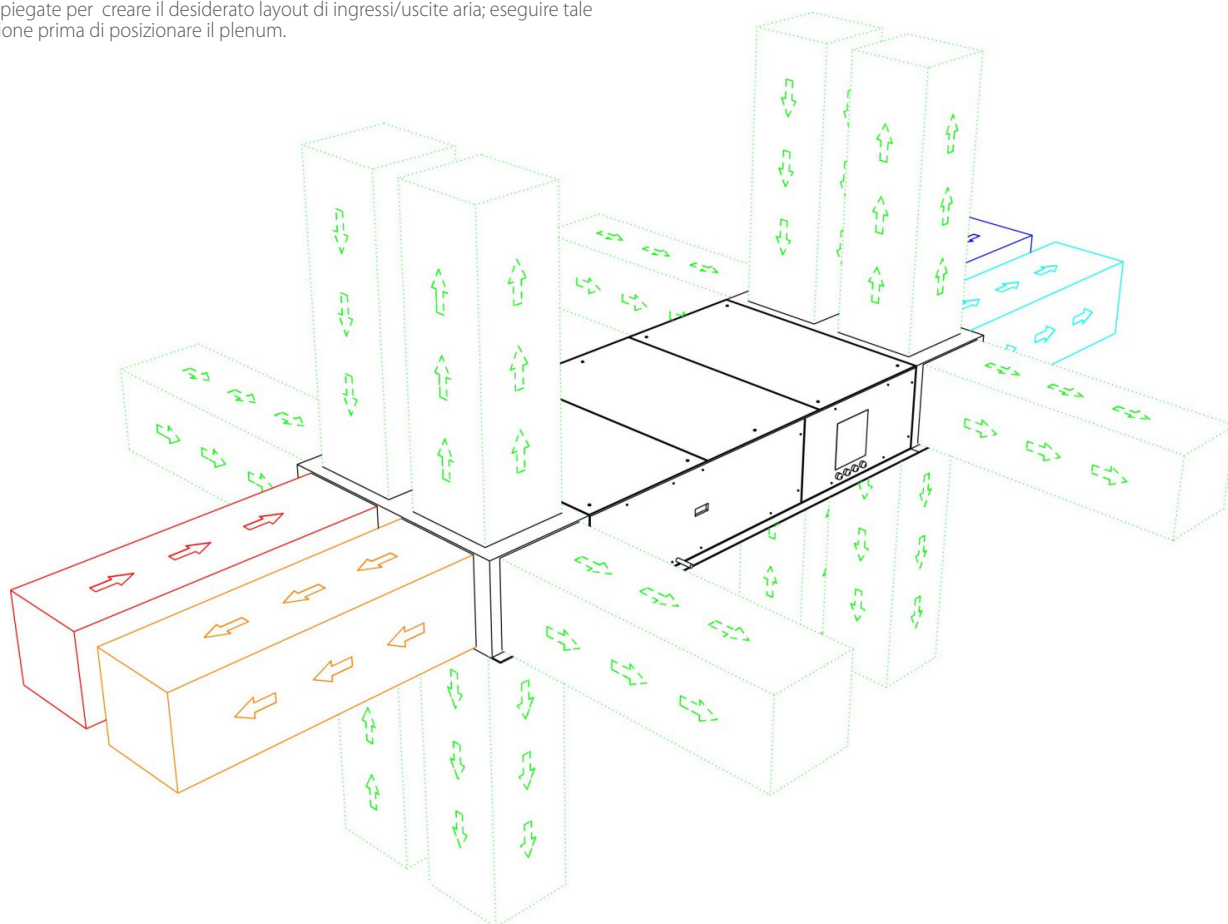 piegate per creare il desiderato layout di ingressi/uscite aria; eseguire tale
ione prima di posizionare il plenum.